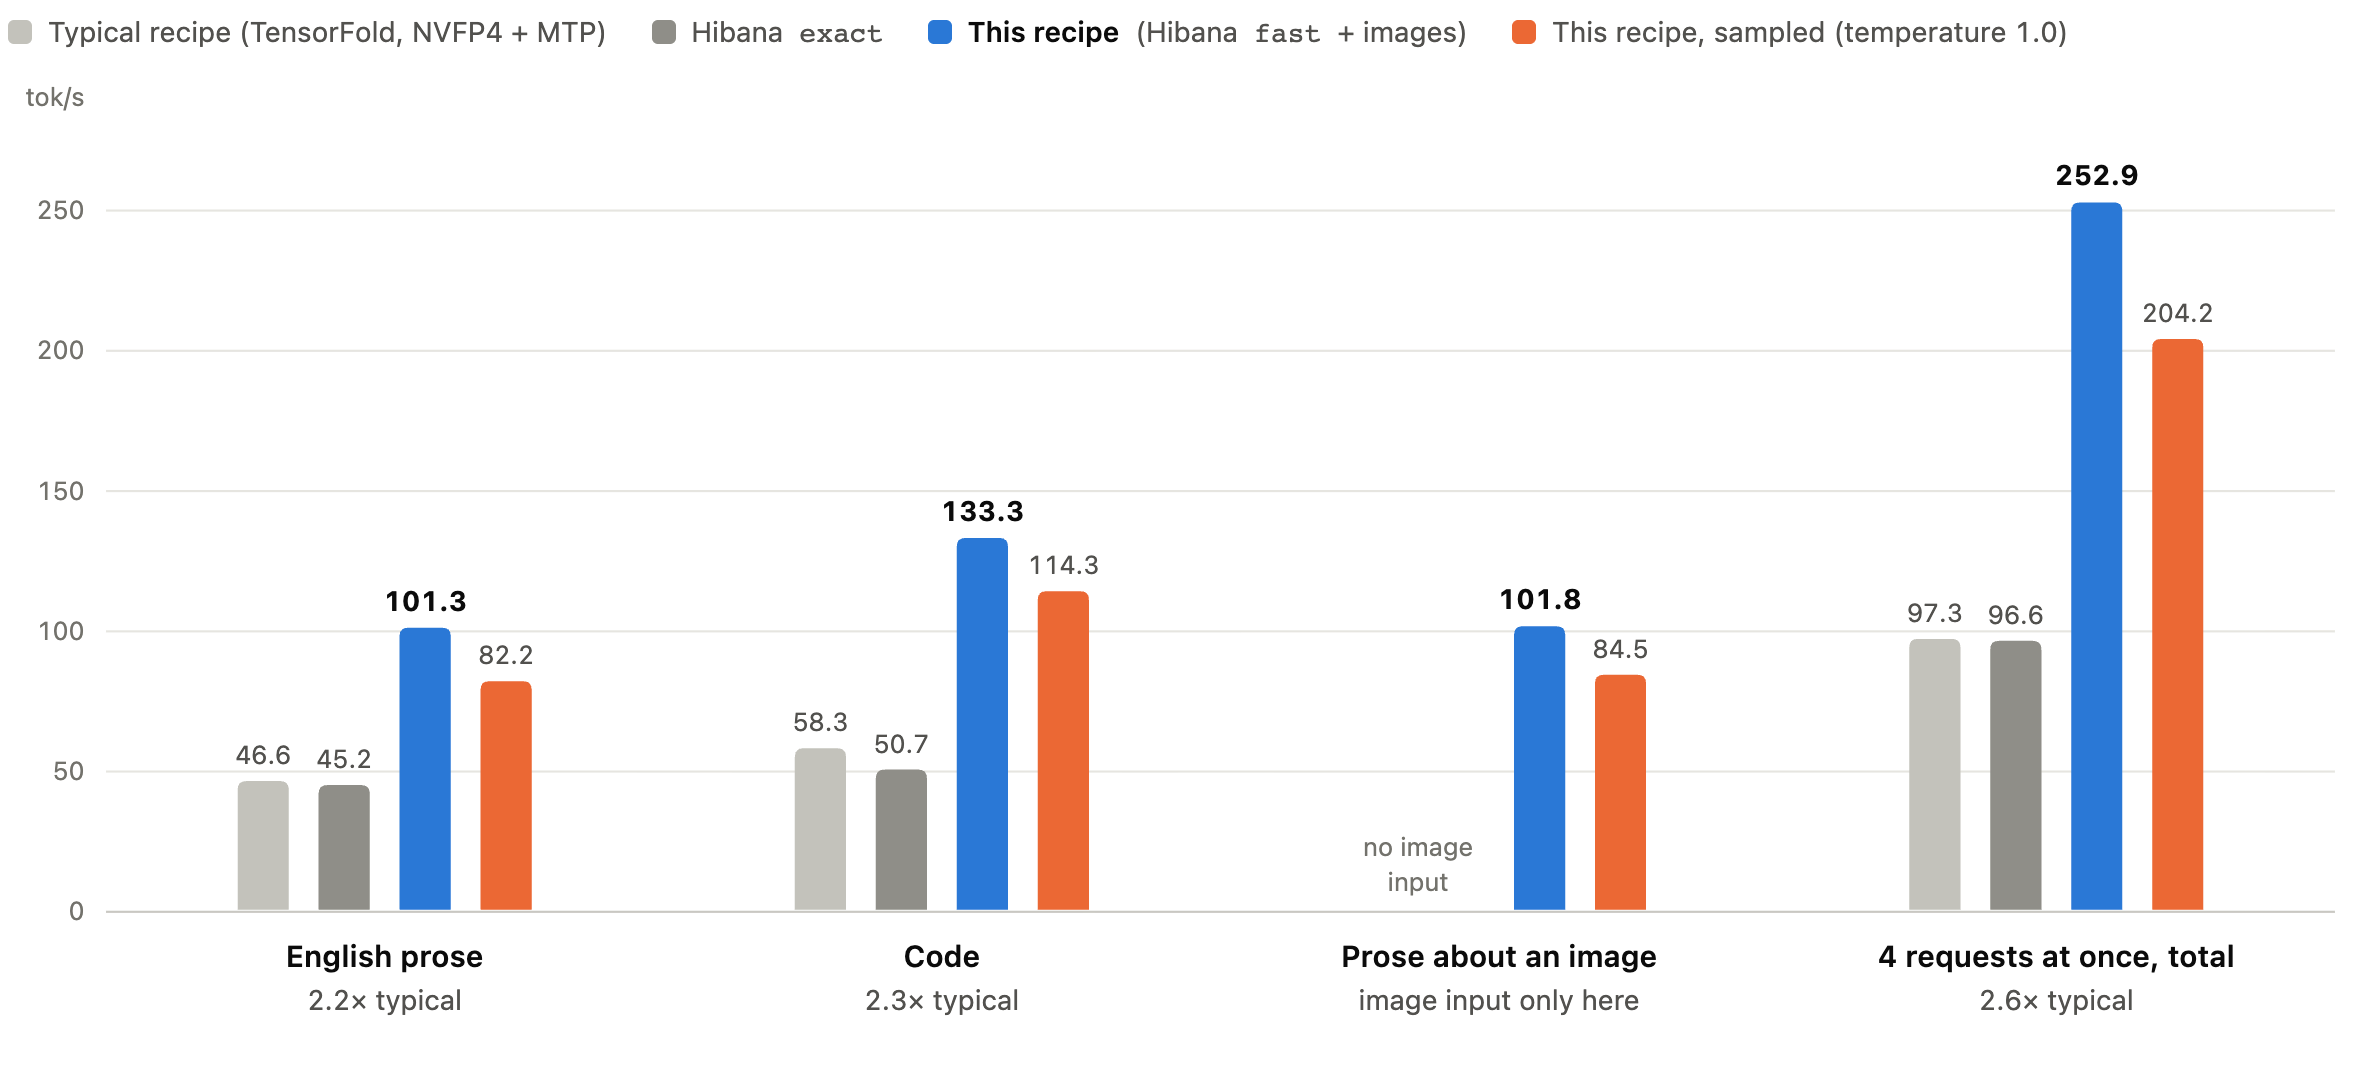 Typical recipe (TensorFold, NVFP4 + MTP) Hibana exact This recipe (Hibana fast + images) This recipe, sampled (temperature 1.0)
tok/s
250
200
150
100
50
0
46.6 45.2 101.3 82.2
58.3 50.7 133.3 114.3
no image
input
101.8 84.5
97.3 96.6 252.9 204.2
English prose
2.2× typical
Code
2.3× typical
Prose about an image
image input only here
4 requests at once, total
2.6× typical